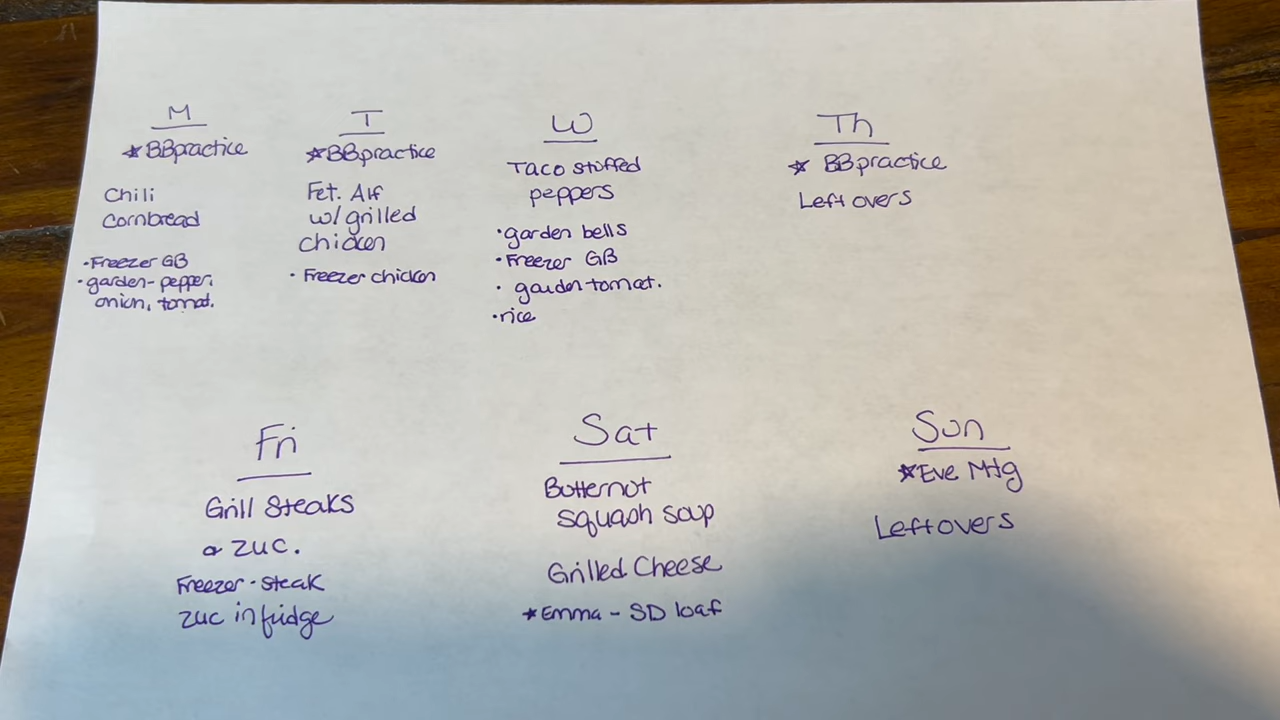 M
★BBpractice
Chili
cornbread
•Freezer GB
•garden-pepper,
onion, tomat.
T
★BBpractice
Fet. Alf
w/ grilled
chicken
• Freezer chicken
W
Taco stuffed
peppers
•garden bells
•Freezer GB
• garden tomat.
•rice
Th
★ BBpractice
Leftovers
Fri
Grill Steaks
a zuc.
Freezer - steak
zuc in fridge
Sat
Butternut
squash soup
Grilled Cheese
★Emma - SD loaf
Sun
★Eve Mtg
Leftovers